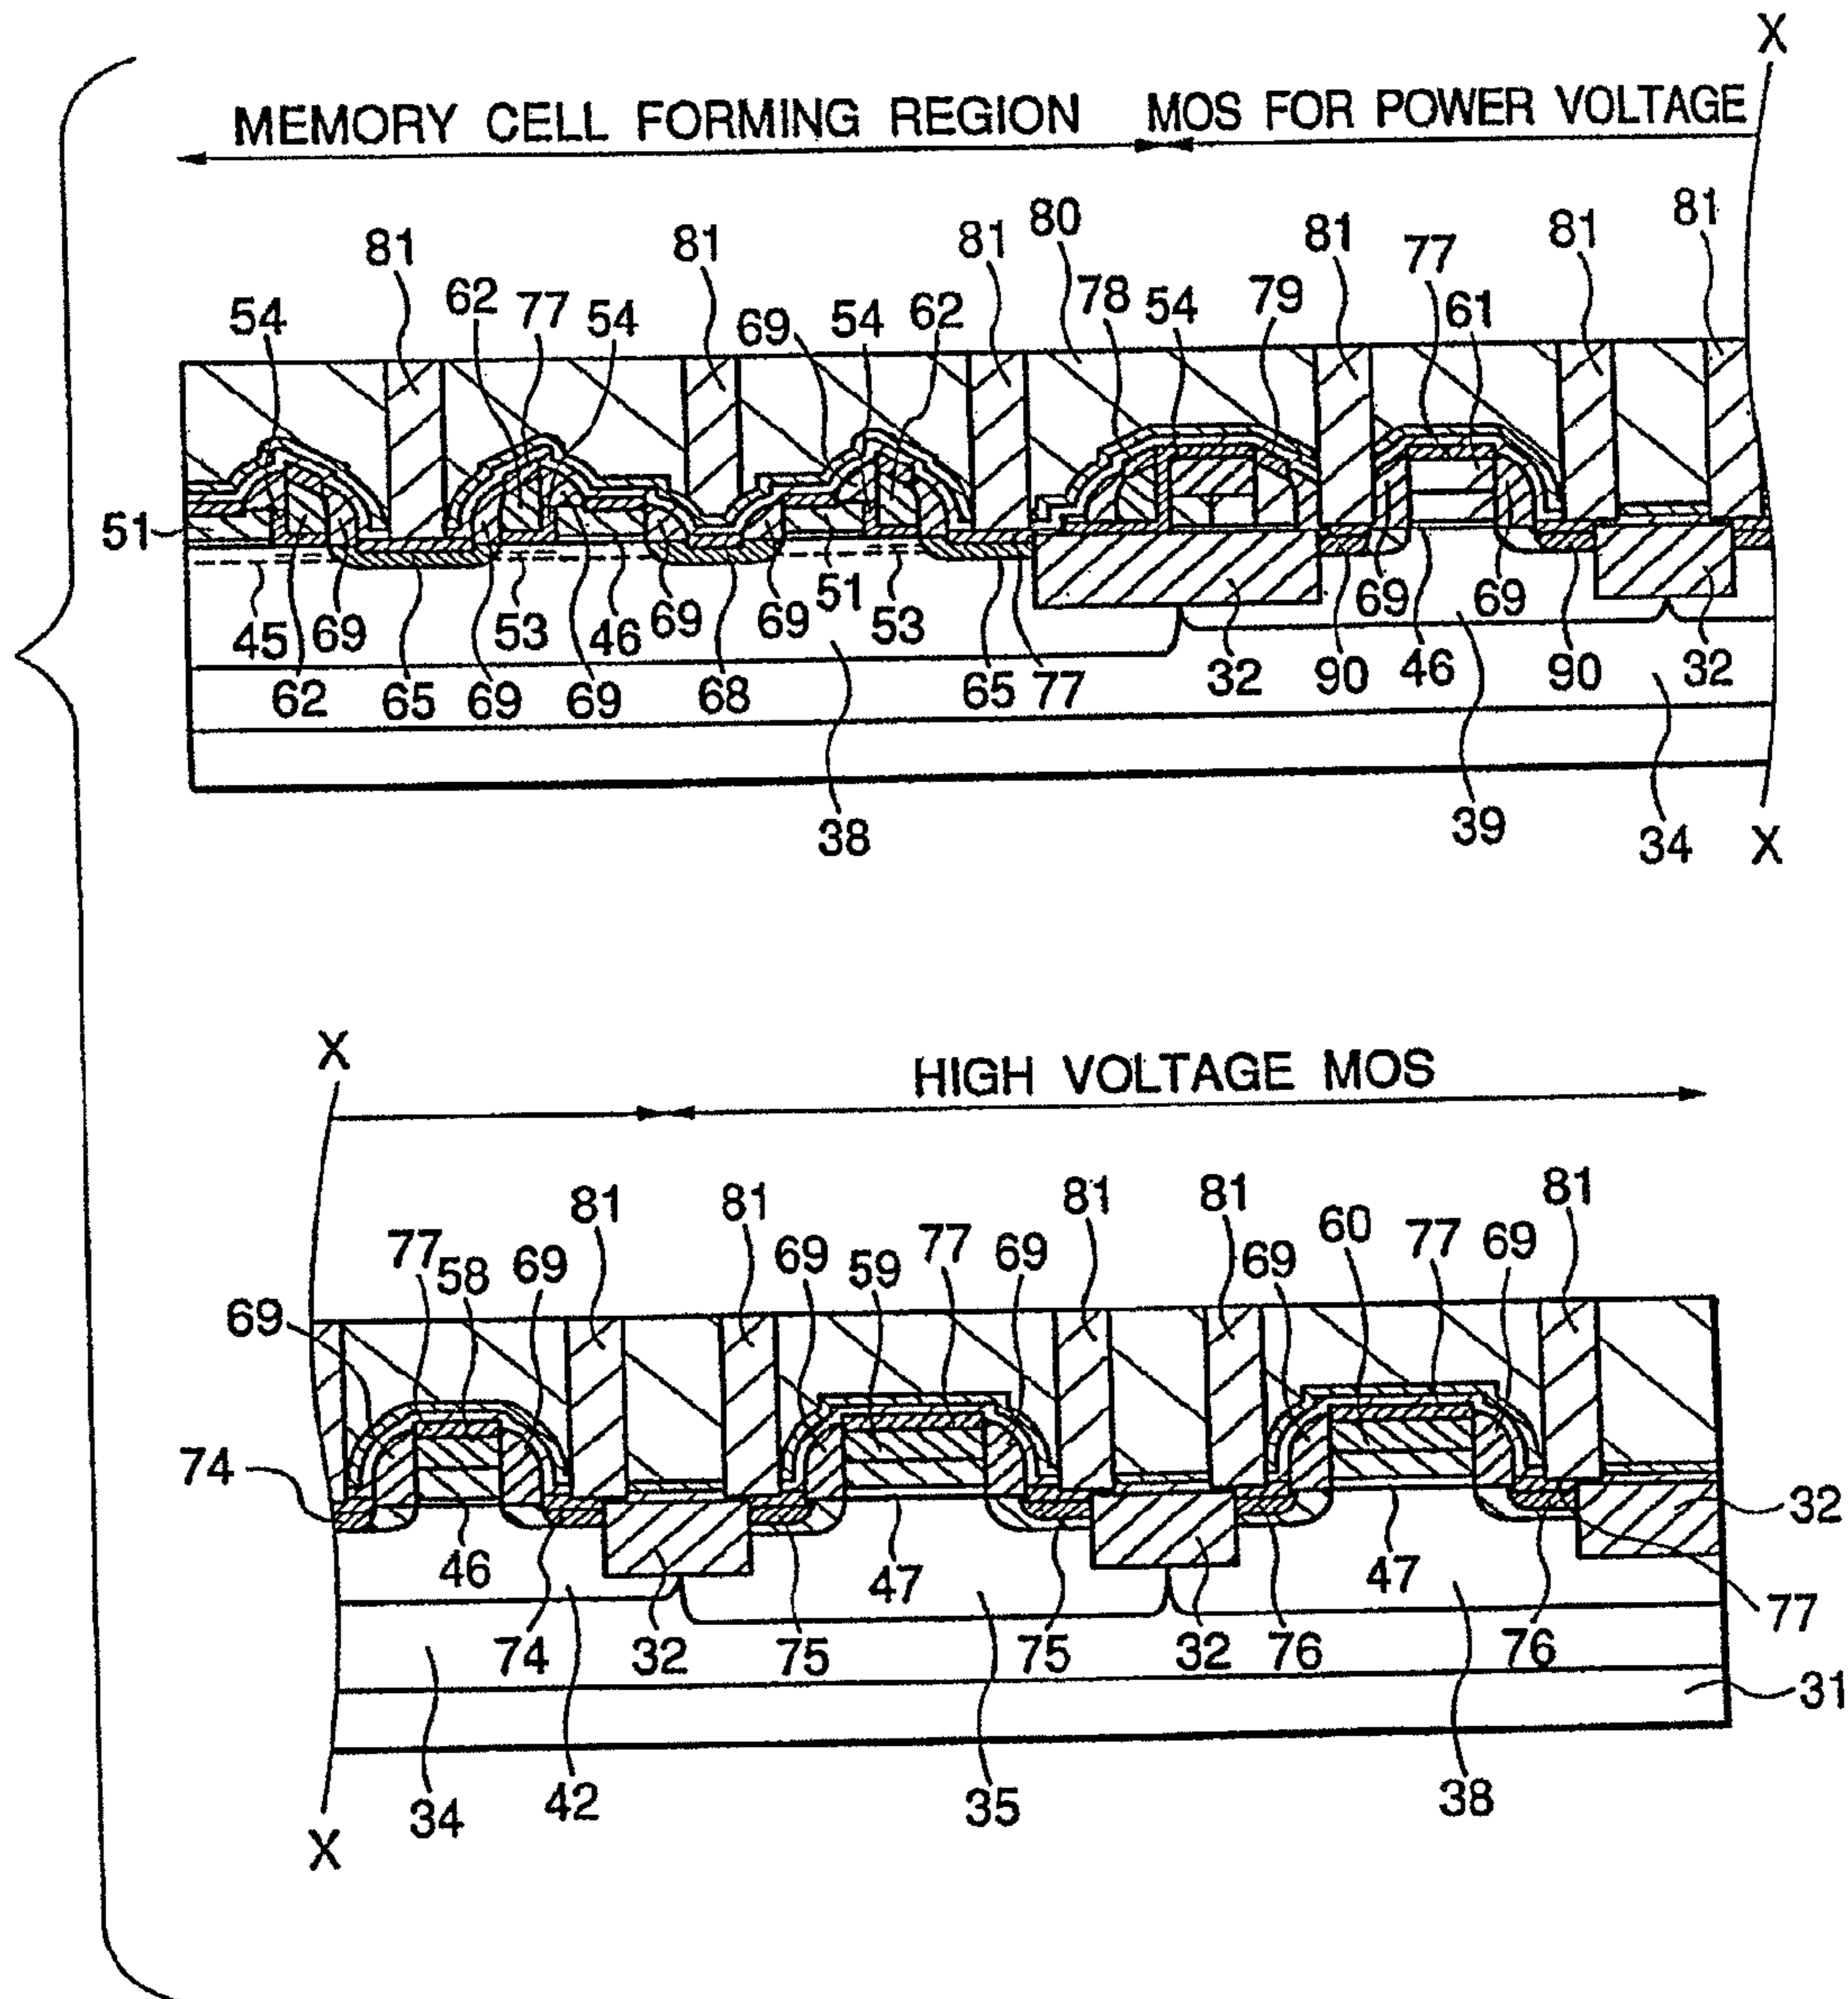 X
MEMORY CELL FORMING REGION MOS FOR POWER VOLTAGE
81 81 81 80 81 77 81 81
54 62 77 54 69 54 62 78 54 79 61
51
45 69 53 46 69 69 51 53
62 65 69 69 68 65 77 32 90 69 46 69 90 32
38 39 34 X
X
HIGH VOLTAGE MOS
81 81 81 81 81
69 77 58 69 69 59 77 69 69 60 77 69
74
46 47 47 32
74 32 75 75 32 76 76 77
31
34 42 35 38
X